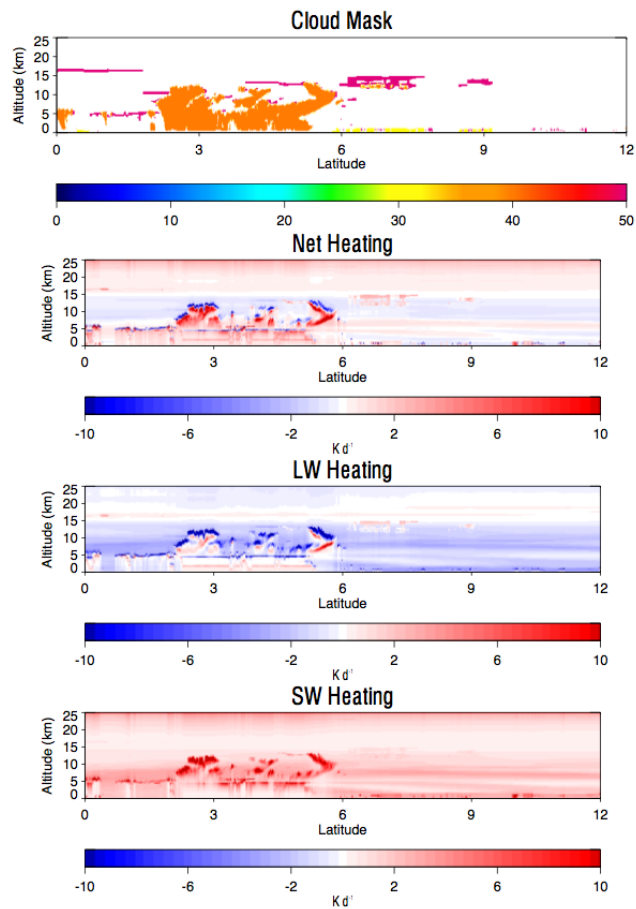 Cloud Mask
Altitude (km)
25
20
15
10
5
0
0 3 6 9 12
Latitude
0 10 20 30 40 50
Net Heating
Altitude (km)
25
20
15
10
5
0
0 3 6 9 12
Latitude
-10 -6 -2 2 6 10
K d⁻¹
LW Heating
Altitude (km)
25
20
15
10
5
0
0 3 6 9 12
Latitude
-10 -6 -2 2 6 10
K d⁻¹
SW Heating
Altitude (km)
25
20
15
10
5
0
0 3 6 9 12
Latitude
-10 -6 -2 2 6 10
K d⁻¹